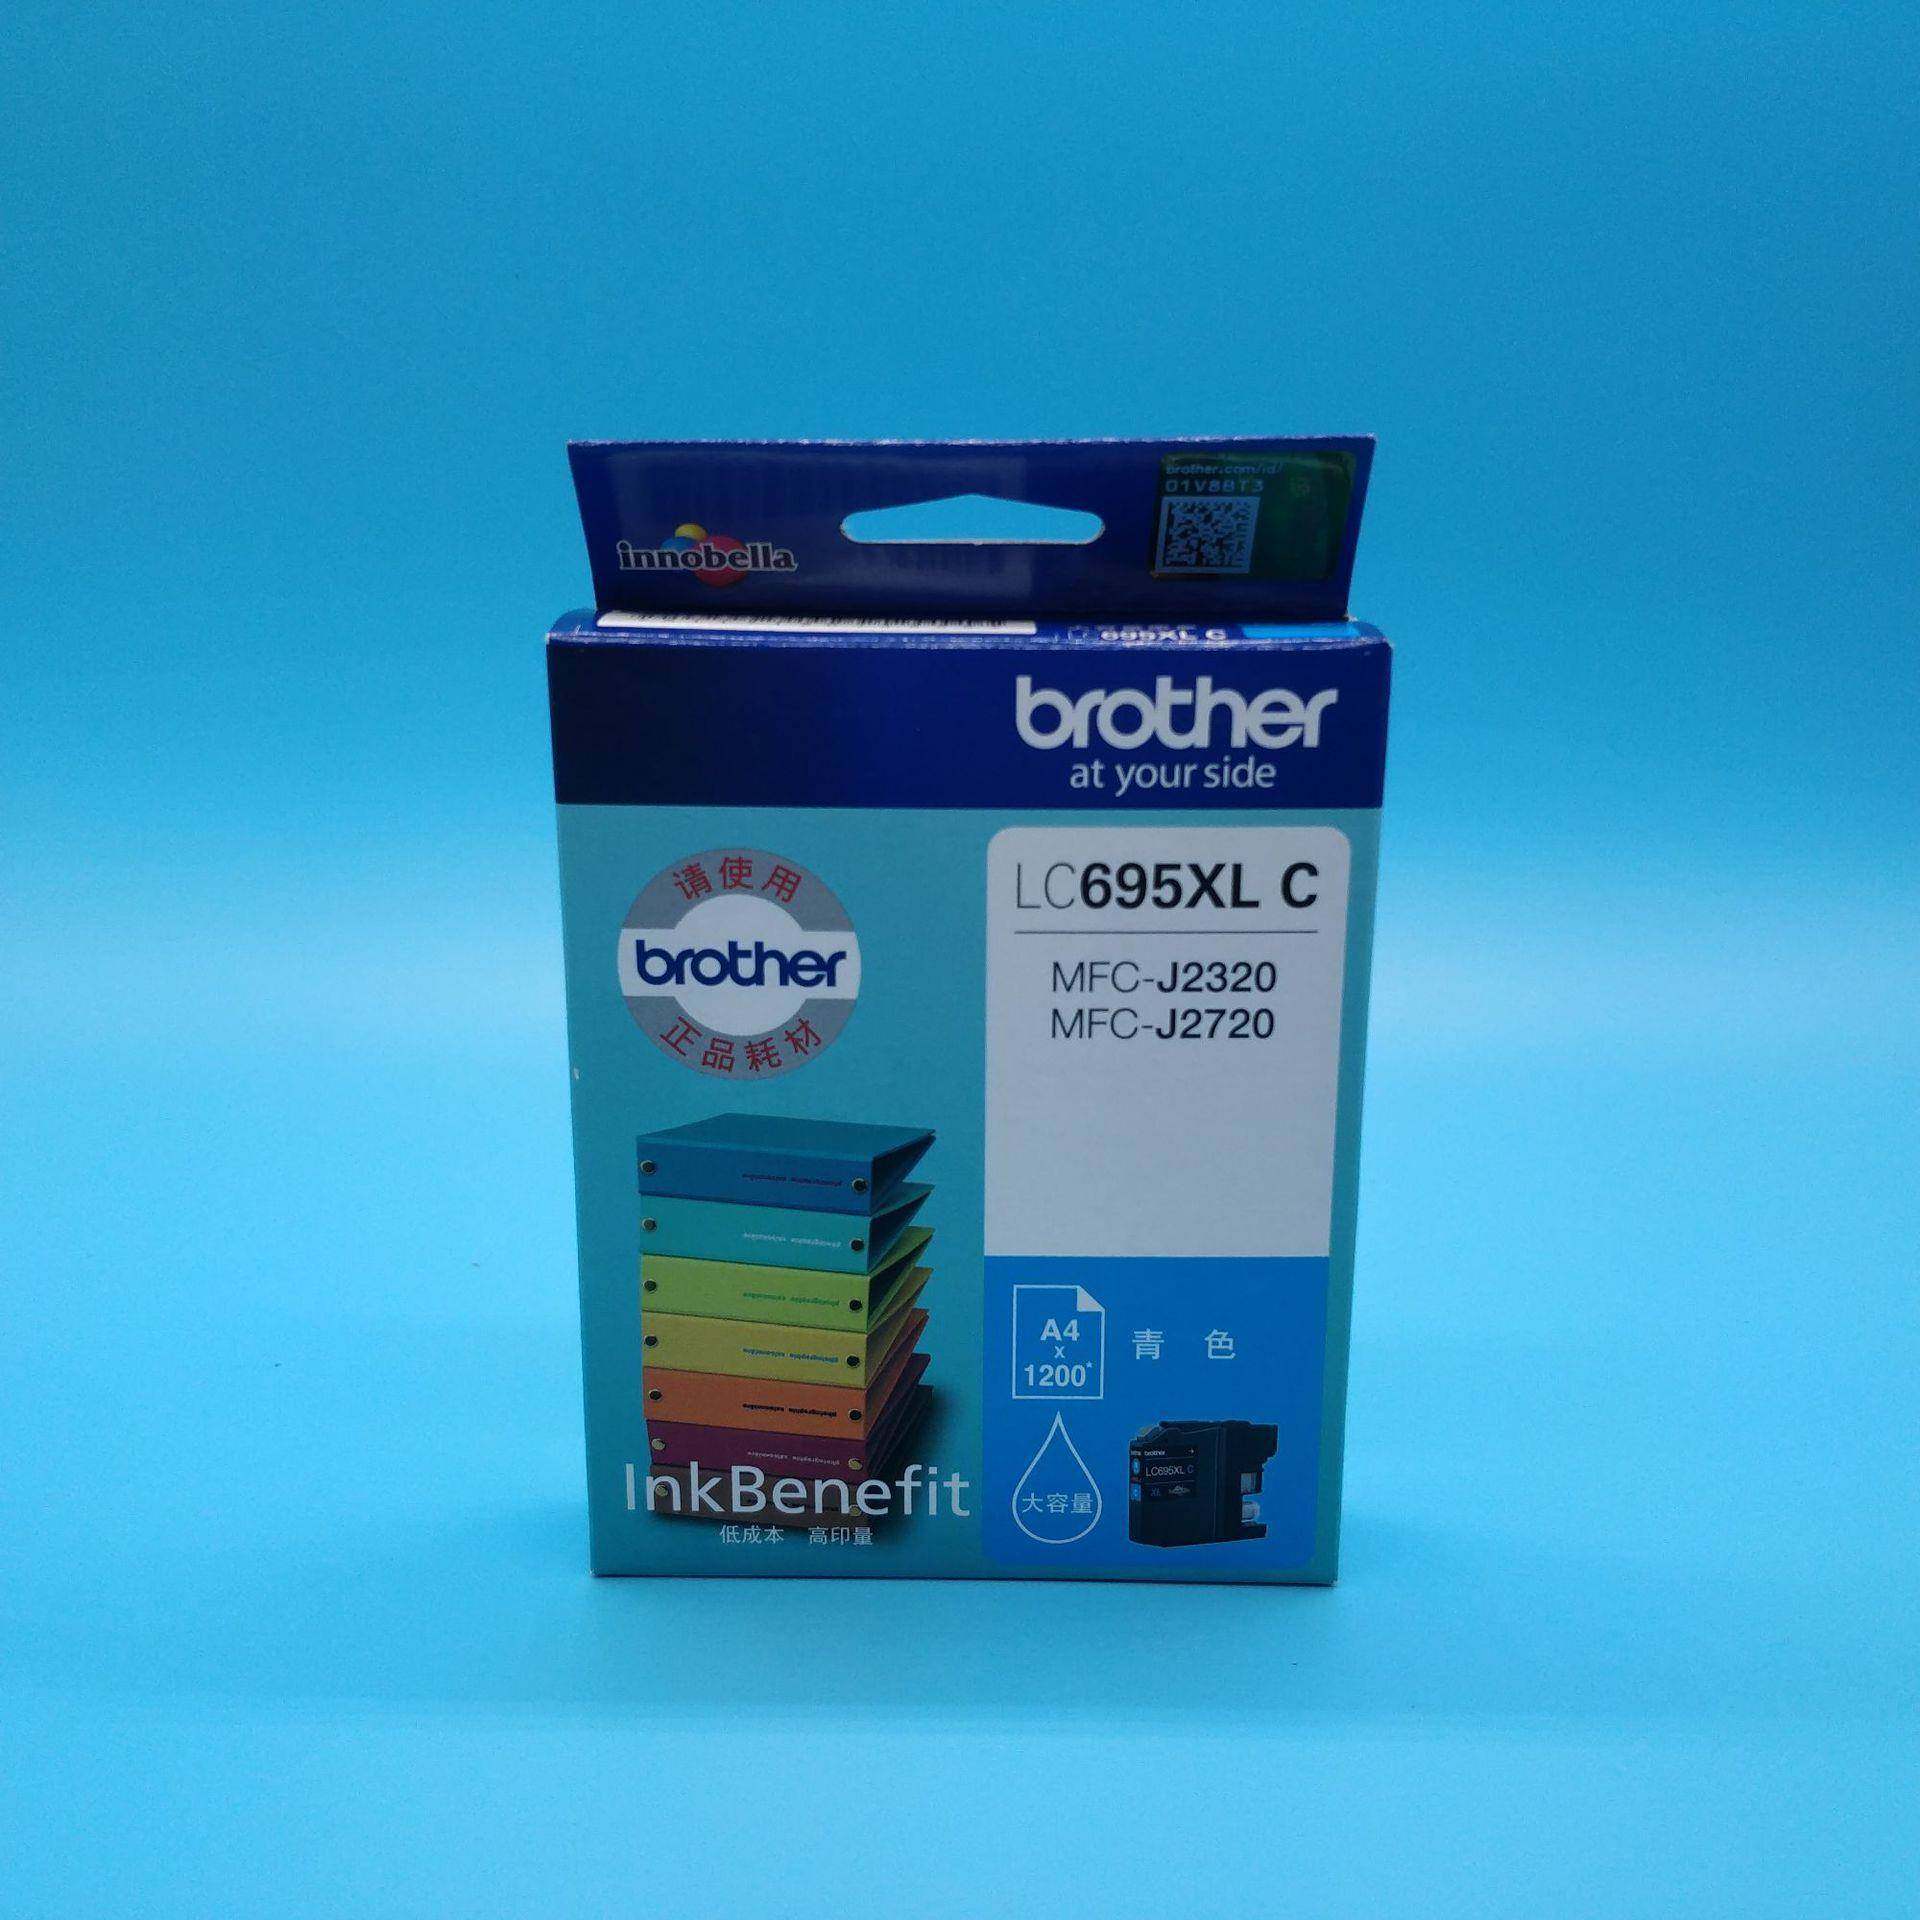 brother.com/id/
01V8BT3
innobella
695XL C
brother
at your side
请使用
brother
正品耗材
LC695XL C
MFC-J2320
MFC-J2720
A4
x
1200*
青 色
大容量
brother
LC695XL C
XL
InkBenefit
低成本 高印量